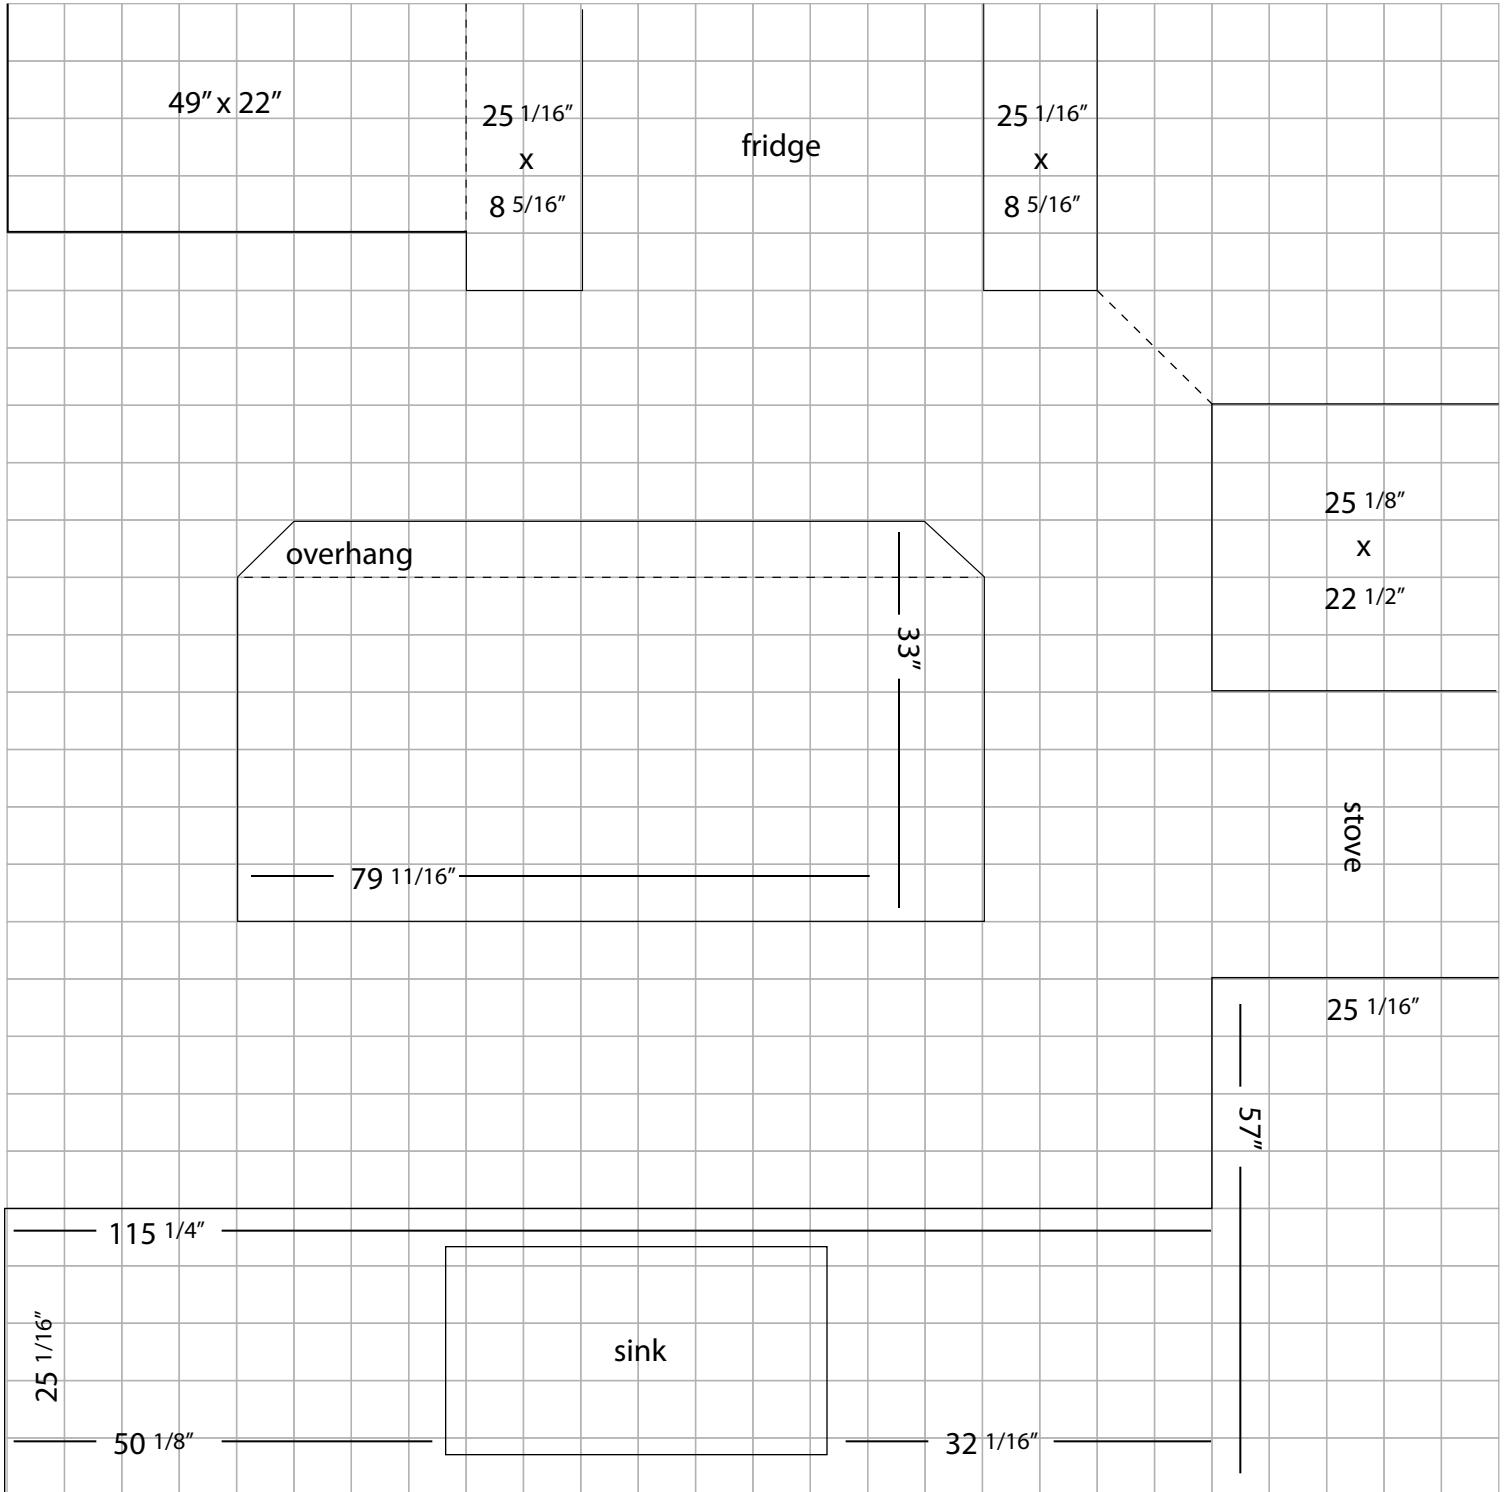 49” x 22”
25 1/16”
x
8 5/16”
fridge
25 1/16”
x
8 5/16”
25 1/8”
x
22 1/2”
overhang
33”
79 11/16”
stove
25 1/16”
57”
115 1/4”
25 1/16”
sink
50 1/8”
32 1/16”